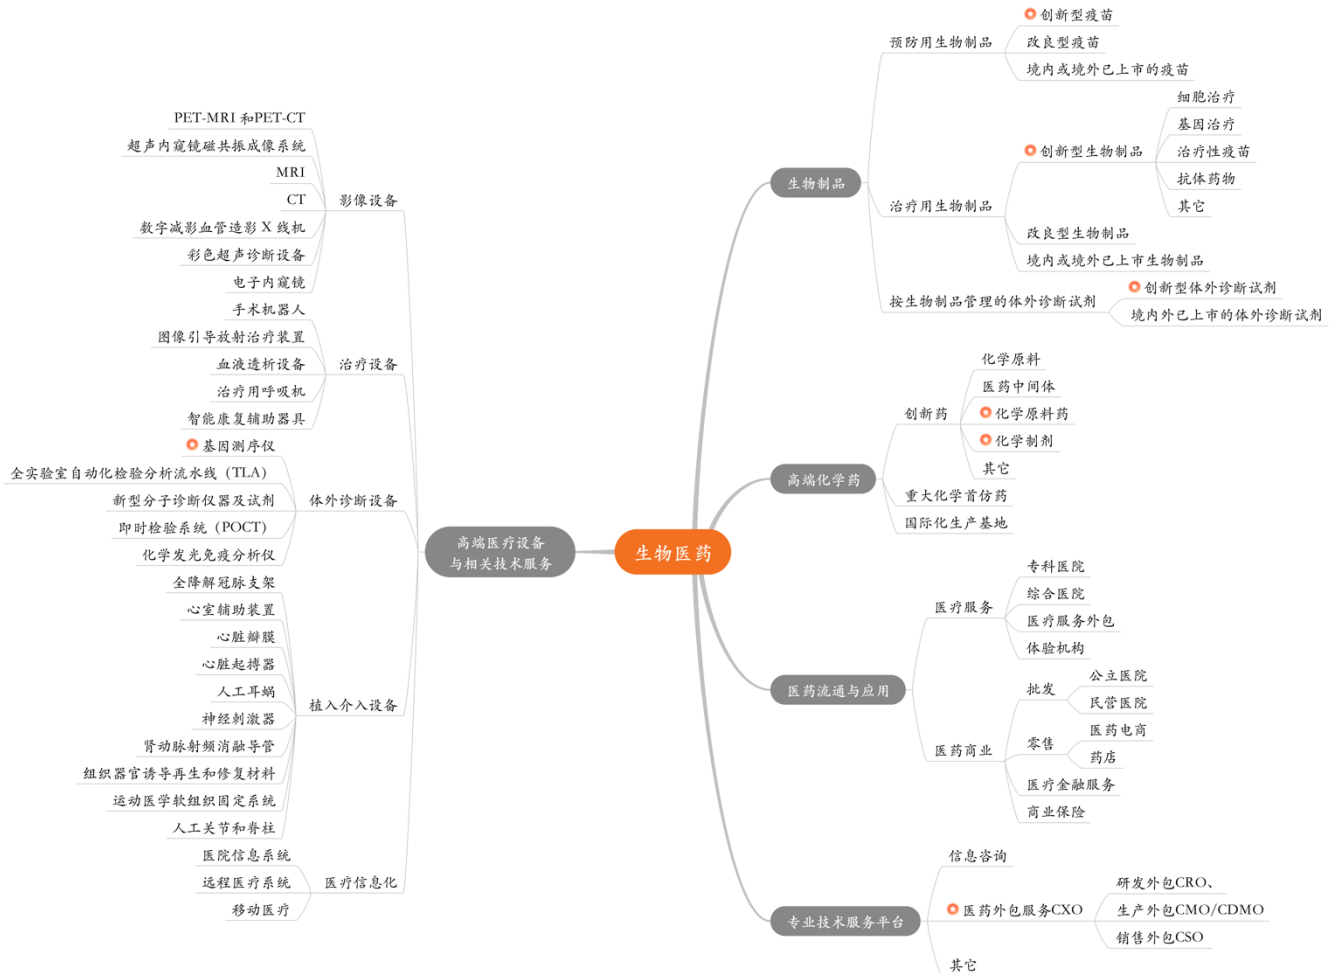 生物医药
生物制品
预防用生物制品
创新型疫苗
改良型疫苗
境内或境外已上市的疫苗
治疗用生物制品
创新型生物制品
细胞治疗
基因治疗
治疗性疫苗
抗体药物
其它
改良型生物制品
境内或境外已上市生物制品
按生物制品管理的体外诊断试剂
创新型体外诊断试剂
境内外已上市的体外诊断试剂
高端化学药
创新药
化学原料
医药中间体
化学原料药
化学制剂
其它
重大化学首仿药
国际化生产基地
医药流通与应用
医疗服务
专科医院
综合医院
医疗服务外包
体验机构
医药商业
批发
公立医院
民营医院
零售
医药电商
药店
医疗金融服务
商业保险
专业技术服务平台
信息咨询
医药外包服务CXO
研发外包CRO、
生产外包CMO/CDMO
销售外包CSO
其它
高端医疗设备
与相关技术服务
影像设备
PET-MRI 和PET-CT
超声内窥镜磁共振成像系统
MRI
CT
数字减影血管造影 X 线机
彩色超声诊断设备
电子内窥镜
治疗设备
手术机器人
图像引导放射治疗装置
血液透析设备
治疗用呼吸机
智能康复辅助器具
体外诊断设备
基因测序仪
全实验室自动化检验分析流水线（TLA）
新型分子诊断仪器及试剂
即时检验系统（POCT）
化学发光免疫分析仪
植入介入设备
全降解冠脉支架
心室辅助装置
心脏瓣膜
心脏起搏器
人工耳蜗
神经刺激器
肾动脉射频消融导管
组织器官诱导再生和修复材料
运动医学软组织固定系统
人工关节和脊柱
医疗信息化
医院信息系统
远程医疗系统
移动医疗